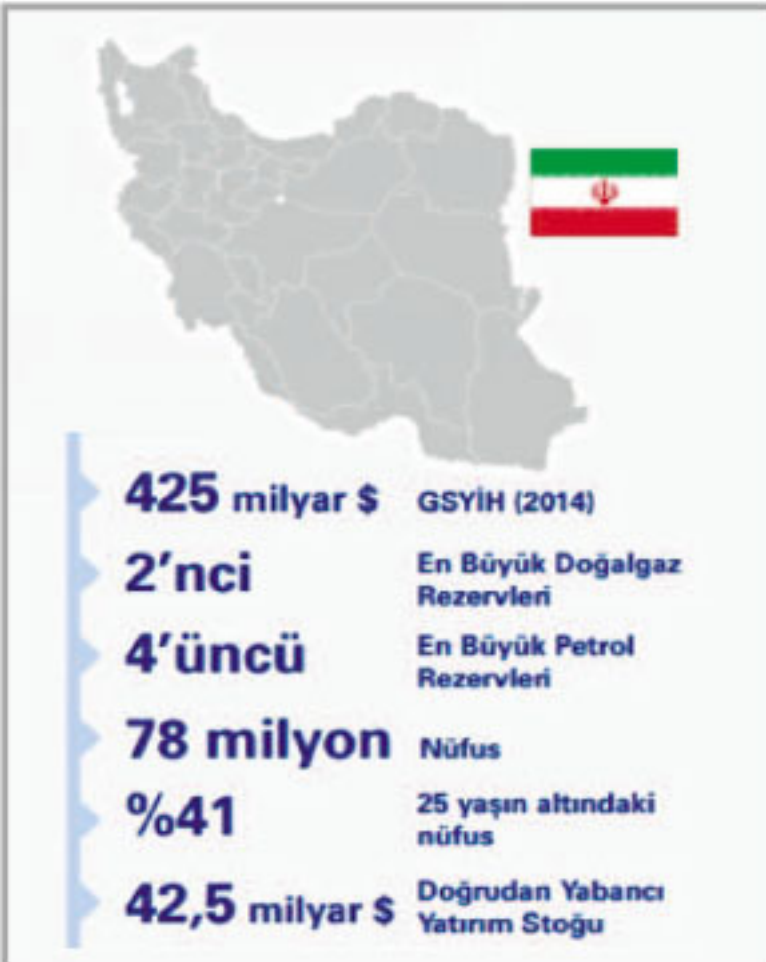 425 milyar $ GSYİH (2014)
2'nci En Büyük Doğalgaz
Rezervleri
4'üncü En Büyük Petrol
Rezervleri
78 milyon Nüfus
%41 25 yaşın altındaki
nüfus
42,5 milyar $ Doğrudan Yabancı
Yatırım Stoğu